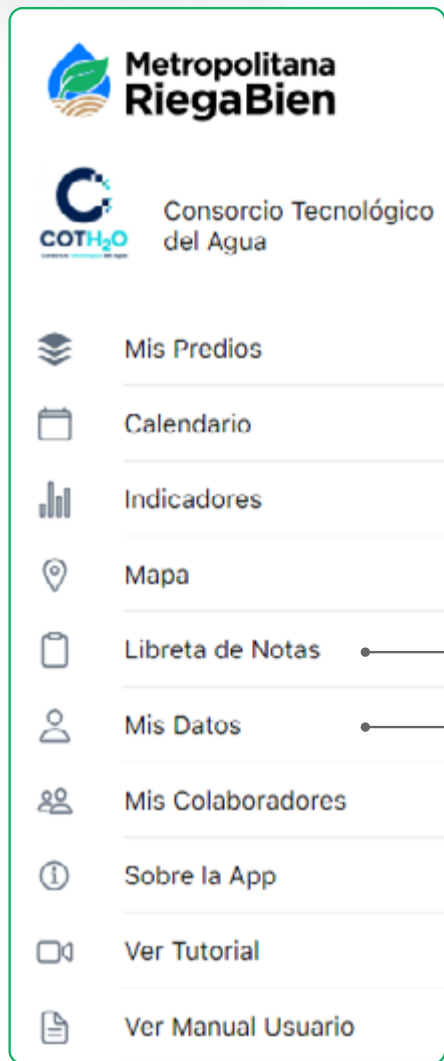 Metropolitana
RiegaBien
COTH₂O
Consorcio Tecnológico
del Agua
Mis Predios
Calendario
Indicadores
Mapa
Libreta de Notas
Mis Datos
Mis Colaboradores
Sobre la App
Ver Tutorial
Ver Manual Usuario